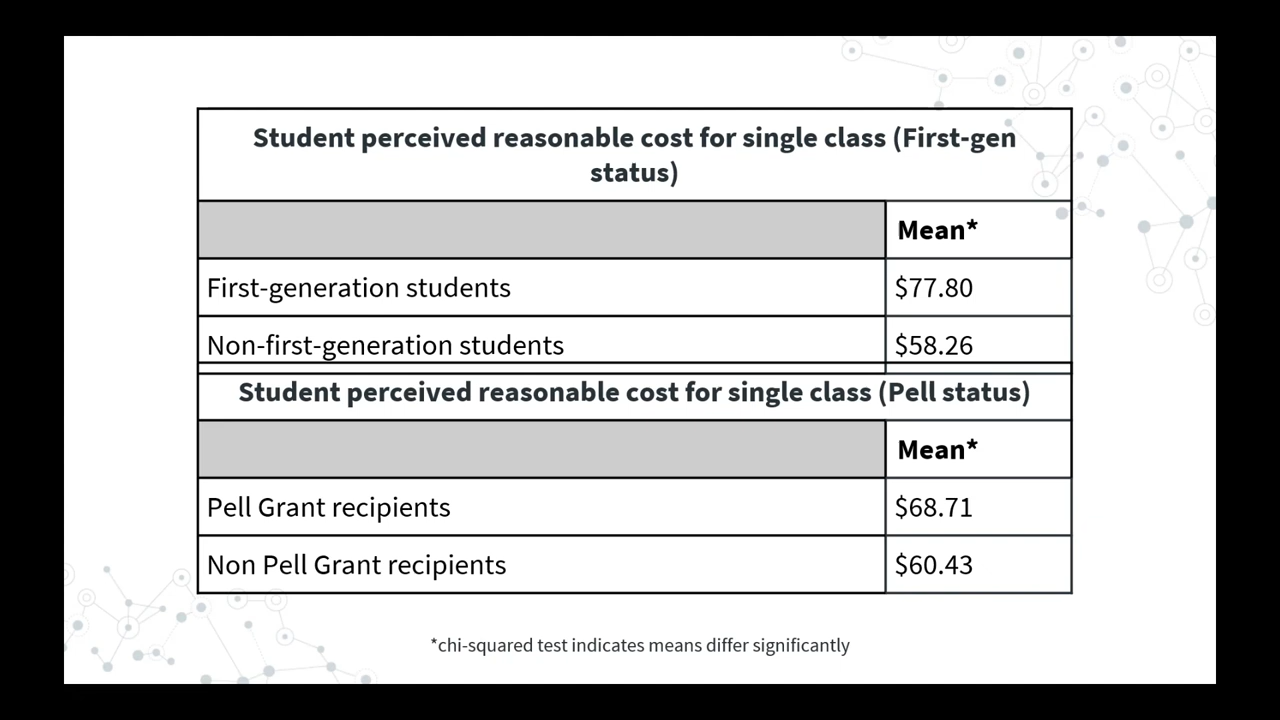 Student perceived reasonable cost for single class (First-gen
status)
Mean*
First-generation students $77.80
Non-first-generation students $58.26
Student perceived reasonable cost for single class (Pell status)
Mean*
Pell Grant recipients $68.71
Non Pell Grant recipients $60.43
*chi-squared test indicates means differ significantly